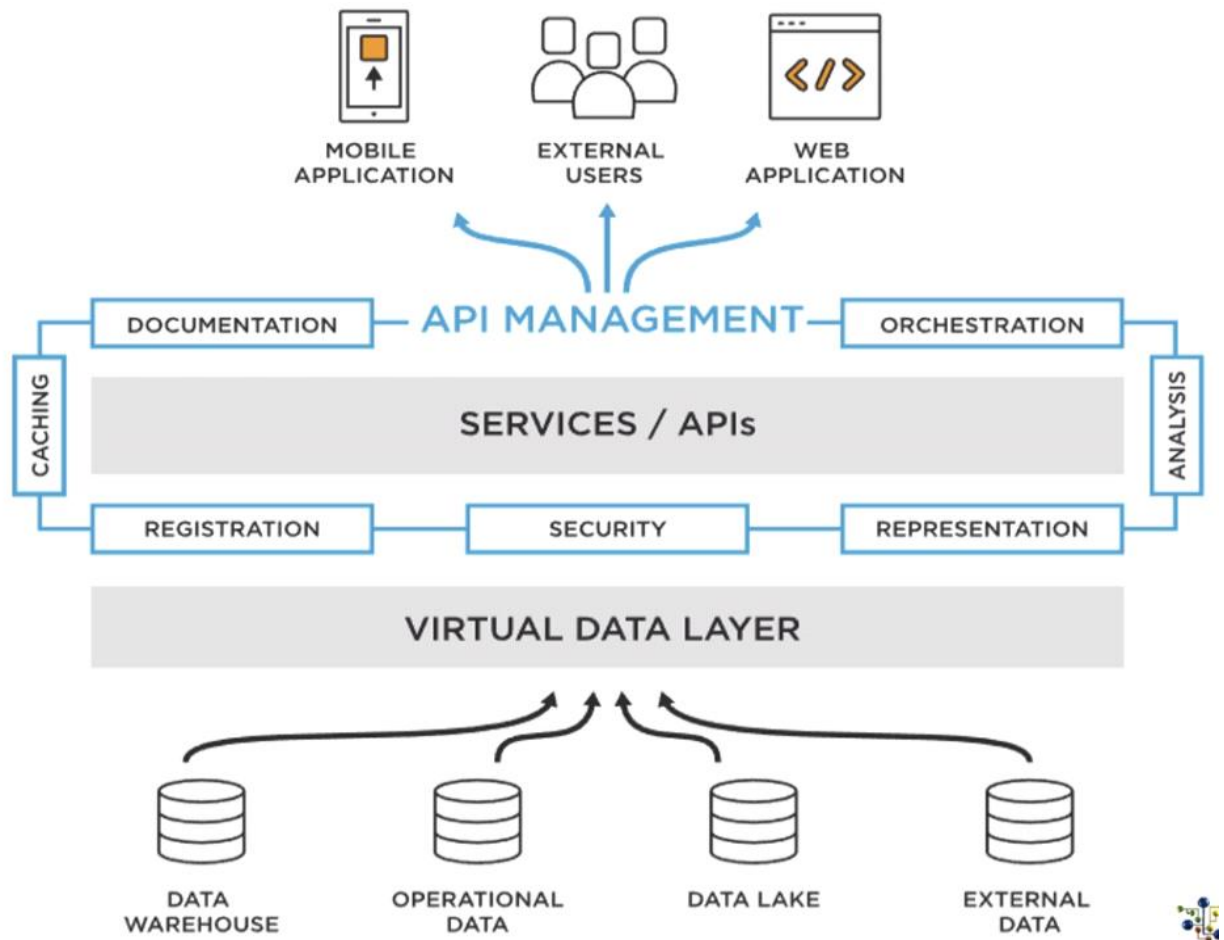 MOBILE
APPLICATION
EXTERNAL
USERS
WEB
APPLICATION
DOCUMENTATION
API MANAGEMENT
ORCHESTRATION
CACHING
SERVICES / APIs
ANALYSIS
REGISTRATION
SECURITY
REPRESENTATION
VIRTUAL DATA LAYER
DATA
WAREHOUSE
OPERATIONAL
DATA
DATA LAKE
EXTERNAL
DATA